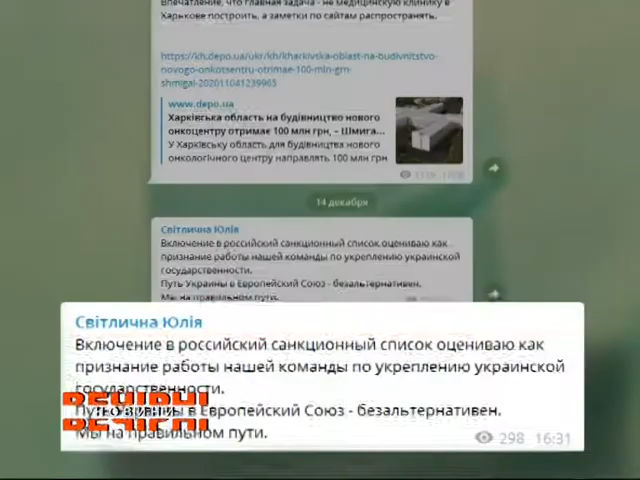 Впечатление, что главная задача - не медицинскую клинику в
Харькове построить, а заметки по сайтам распространять.
https://kh.depo.ua/ukr/kh/kharkivska-oblast-na-budivnitstvo-
novogo-onkotsentru-otrimae-100-mln-grn-
shmigal-202011041239965
www.depo.ua
Харківська область на будівництво нового
онкоцентру отримає 100 млн грн, – Шмига...
У Харківську область для будівництва нового
онкологічного центру направлять 100 млн грн
14 декабря
Світлична Юлія
Включение в российский санкционный список оцениваю как
признание работы нашей команды по укреплению украинской
государственности.
Путь Украины в Европейский Союз - безальтернативен.
Мы на правильном пути.
Світлична Юлія
Включение в российский санкционный список оцениваю как
признание работы нашей команды по укреплению украинской
государственности.
Путь Украины в Европейский Союз - безальтернативен.
Мы на правильном пути.
298 16:31
ВЕЧІРНІ
ВЕЧІРНІ